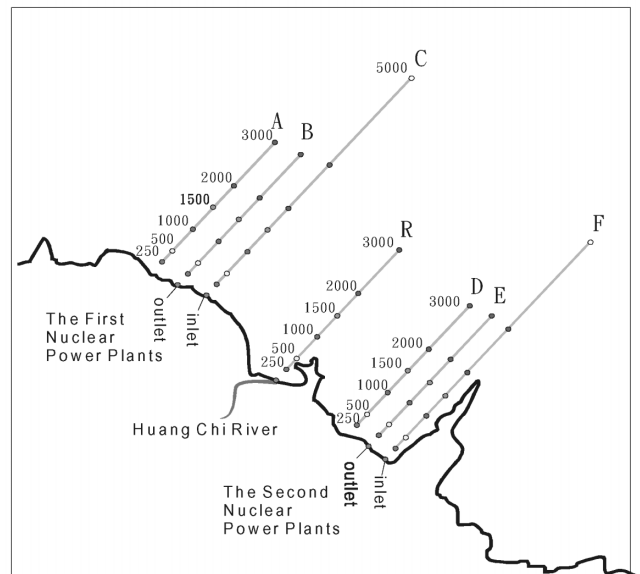 5000 C
3000 A
B
2000
1500
1000
500
250
outlet
inlet
The First
Nuclear
Power Plants
R
3000
2000
1500
1000
500
250
Huang Chi River
F
D
3000 E
2000
1500
1000
500
250
outlet
inlet
The Second
Nuclear
Power Plants